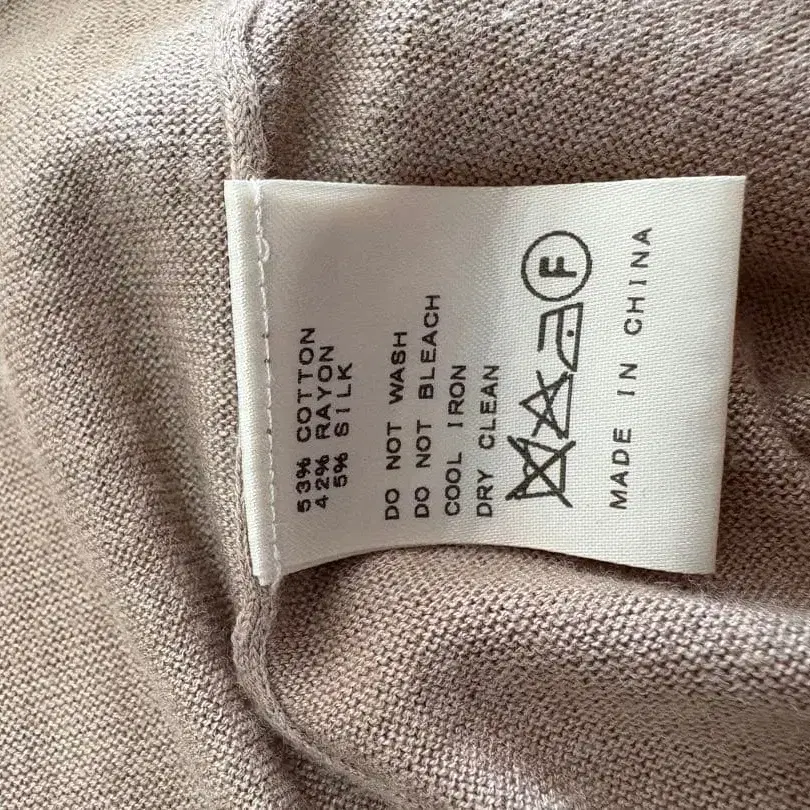 53% COTTON
42% RAYON
5% SILK
DO NOT WASH
DO NOT BLEACH
COOL IRON
DRY CLEAN
F
MADE IN CHINA